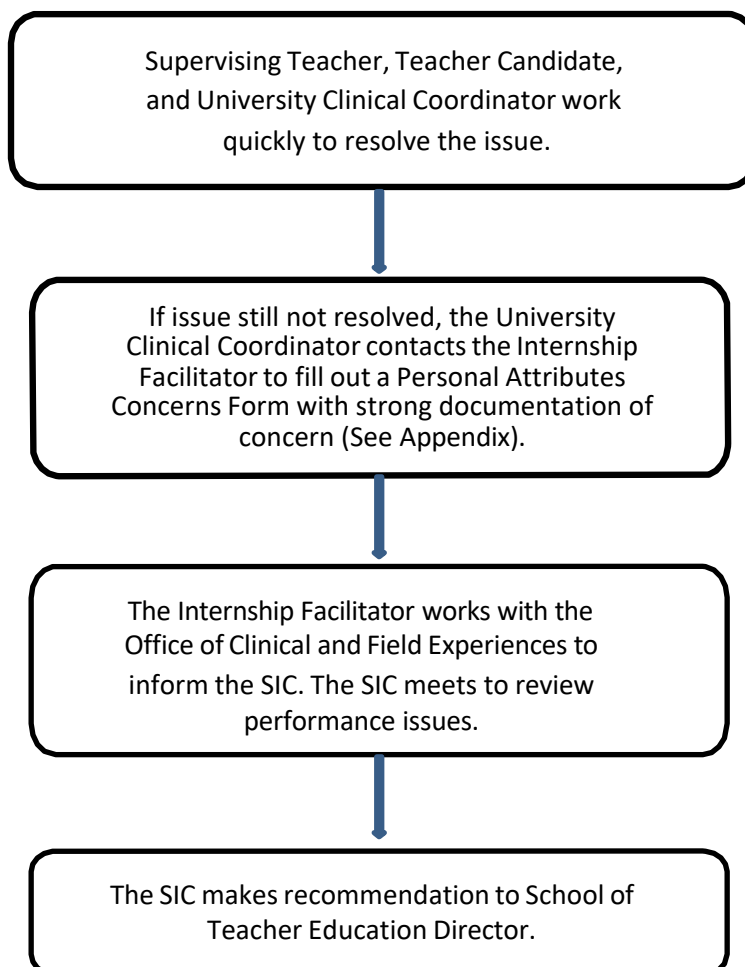 Supervising Teacher, Teacher Candidate,
and University Clinical Coordinator work
quickly to resolve the issue.
If issue still not resolved, the University
Clinical Coordinator contacts the Internship
Facilitator to fill out a Personal Attributes
Concerns Form with strong documentation of
concern (See Appendix).
The Internship Facilitator works with the
Office of Clinical and Field Experiences to
inform the SIC. The SIC meets to review
performance issues.
The SIC makes recommendation to School of
Teacher Education Director.